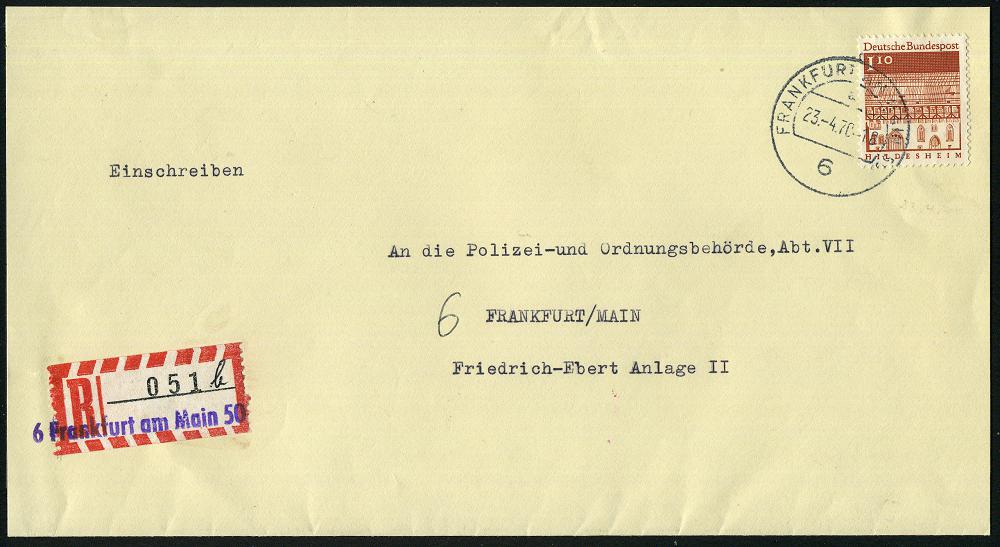 Deutsche Bundespost
110
HILDESHEIM
FRANKFURT
23.-4.70-18
6
Einschreiben
An die Polizei-und Ordnungsbehörde,Abt.VII
6 FRANKFURT/MAIN
Friedrich-Ebert Anlage II
R 051 b
6 Frankfurt am Main 50